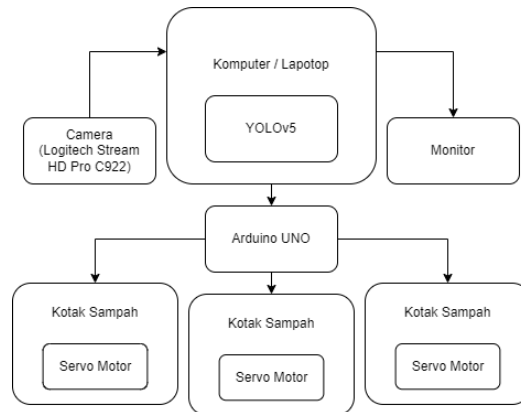 Komputer / Lapotop
YOLOv5
Camera
(Logitech Stream
HD Pro C922)
Monitor
Arduino UNO
Kotak Sampah
Servo Motor
Kotak Sampah
Servo Motor
Kotak Sampah
Servo Motor